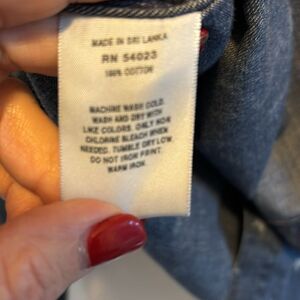 MADE IN SRI LANKA
RN 54023
100% COTTON
MACHINE WASH COLD.
WASH AND DRY WITH
LIKE COLORS. ONLY NON
CHLORINE BLEACH WHEN
NEEDED. TUMBLE DRY LOW.
DO NOT IRON PRINT.
WARM IRON.